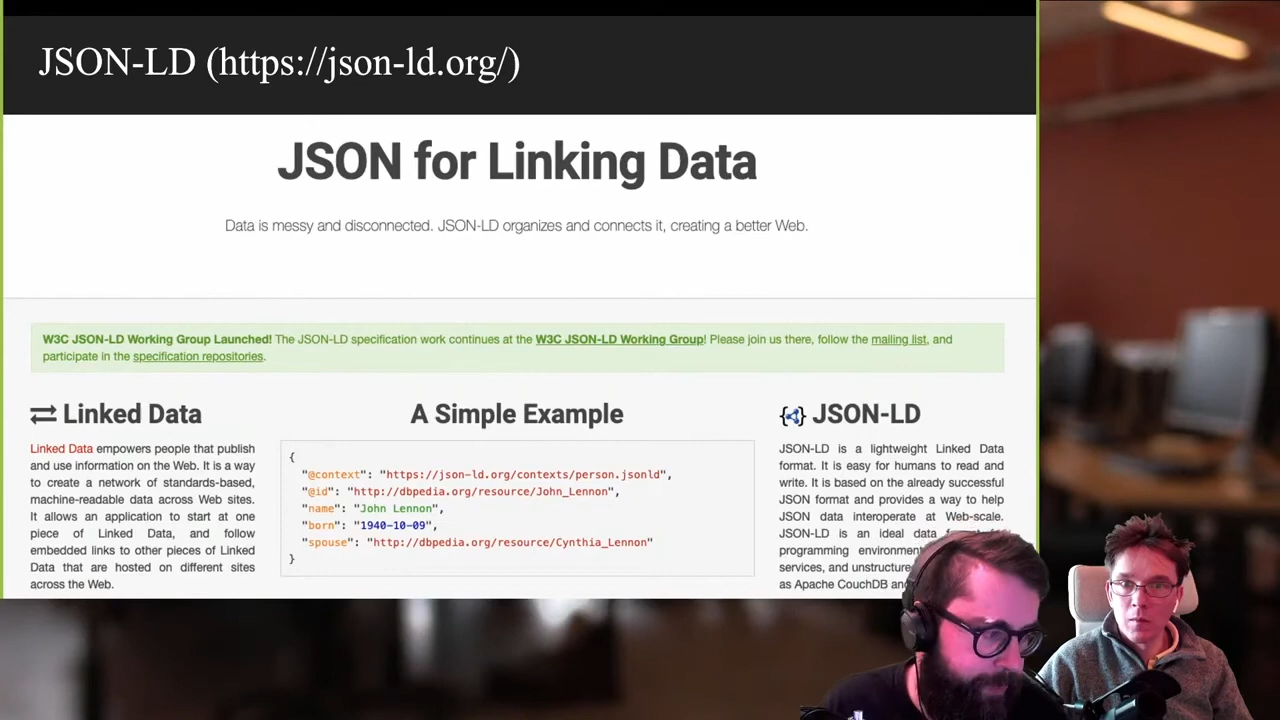 JSON-LD (https://json-ld.org/)
JSON for Linking Data
Data is messy and disconnected. JSON-LD organizes and connects it, creating a better Web.
W3C JSON-LD Working Group Launched! The JSON-LD specification work continues at the W3C JSON-LD Working Group! Please join us there, follow the mailing list, and
participate in the specification repositories.
Linked Data
Linked Data empowers people that publish
and use information on the Web. It is a way
to create a network of standards-based,
machine-readable data across Web sites.
It allows an application to start at one
piece of Linked Data, and follow
embedded links to other pieces of Linked
Data that are hosted on different sites
across the Web.
A Simple Example
{
"@context": "https://json-ld.org/contexts/person.jsonld",
"@id": "http://dbpedia.org/resource/John_Lennon",
"name": "John Lennon",
"born": "1940-10-09",
"spouse": "http://dbpedia.org/resource/Cynthia_Lennon"
}
JSON-LD
JSON-LD is a lightweight Linked Data
format. It is easy for humans to read and
write. It is based on the already successful
JSON format and provides a way to help
JSON data interoperate at Web-scale.
JSON-LD is an ideal data
programming
services, and
as Apache CouchDB